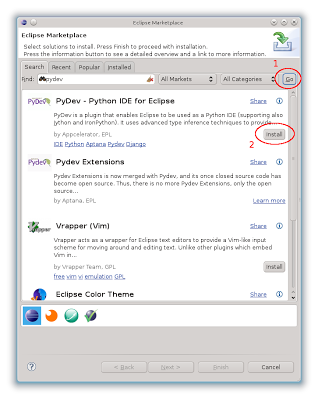 Eclipse Marketplace
Eclipse Marketplace
Select solutions to install. Press Finish to proceed with installation.
Press the information button to see a detailed overview and a link to more information.
1
Search Recent Popular Installed
Find: pydev All Markets All Categories Go
PyDev PyDev - Python IDE for Eclipse Share
PyDev is a plugin that enables Eclipse to be used as a Python IDE (supporting also
Jython and IronPython). It uses advanced type inference techniques to provide...
by Appcelerator, EPL Install
2
IDE Python Aptana Pydev Django
PyDev Pydev Extensions Share
Pydev Extensions is now merged with Pydev, and its once closed source code has
become open source. Thus, there is no more Pydev Extensions, only the open
source...
by Aptana, EPL Learn more
Vrapper Vrapper (Vim) Share
Vrapper acts as a wrapper for Eclipse text editors to provide a Vim-like input
scheme for moving around and editing text. Unlike other plugins which embed
Vim in...
by Vrapper Team, GPL Install
free vim vi emulation GPL
Eclipse Color Theme Share
? < Back Next > Finish Cancel